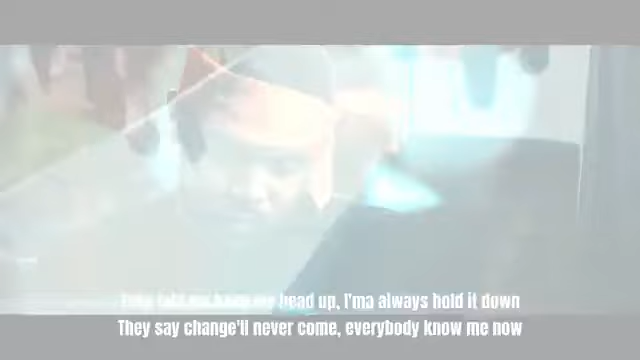 head up, I'ma always hold it down
They say change'll never come, everybody know me now